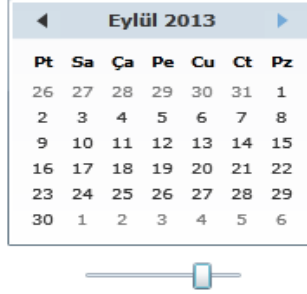 Eylül 2013
Pt Sa Ça Pe Cu Ct Pz
26 27 28 29 30 31 1
2 3 4 5 6 7 8
9 10 11 12 13 14 15
16 17 18 19 20 21 22
23 24 25 26 27 28 29
30 1 2 3 4 5 6